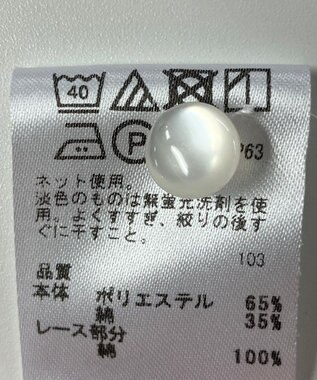 40
P 63
ネット使用。
淡色のものは無蛍光洗剤を使
用。よくすすぎ、絞りの後す
ぐに干すこと。
103
品質
本体 ポリエステル 65%
綿 35%
レース部分
綿 100%